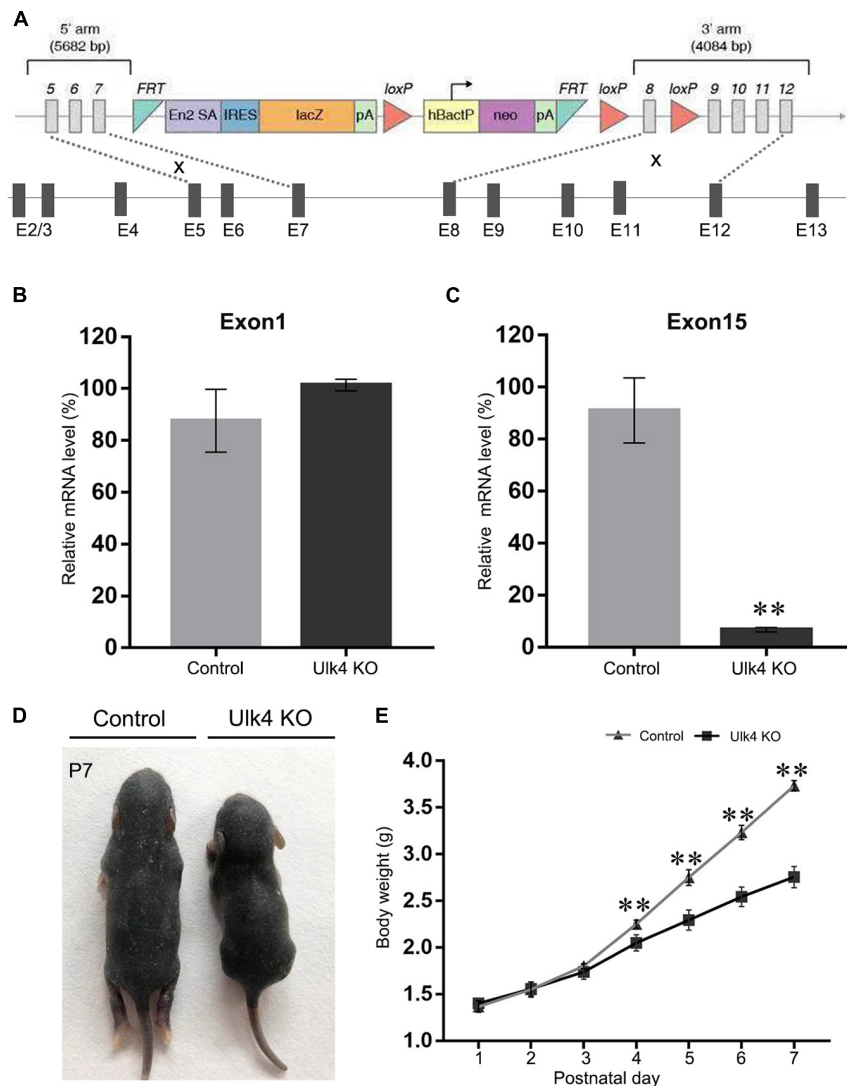 A
5' arm
(5682 bp)
3' arm
(4084 bp)
5 6 7 FRT loxP FRT loxP 8 loxP 9 10 11 12
En2 SA IRES lacZ pA hBactP neo pA
x x
E2/3 E4 E5 E6 E7 E8 E9 E10 E11 E12 E13
B
Exon1
Relative mRNA level (%)
120
100
80
60
40
20
0
Control Ulk4 KO
C
Exon15
Relative mRNA level (%)
120
100
80
60
40
20
0
**
Control Ulk4 KO
D
Control Ulk4 KO
P7
E
Control Ulk4 KO
Body weight (g)
4.0
3.5
3.0
2.5
2.0
1.5
1.0
** ** ** **
1 2 3 4 5 6 7
Postnatal day